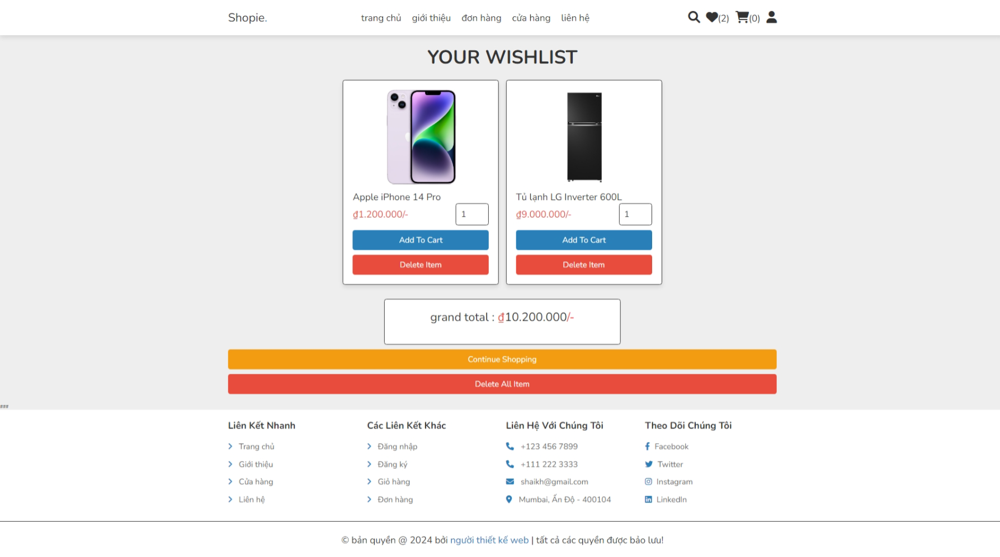 Shopie.
trang chủ giới thiệu đơn hàng cửa hàng liên hệ
(2) (0)
YOUR WISHLIST
Apple iPhone 14 Pro
₫1.200.000/-
1
Add To Cart
Delete Item
Tủ lạnh LG Inverter 600L
₫9.000.000/-
1
Add To Cart
Delete Item
grand total : ₫10.200.000/-
Continue Shopping
Delete All Item
###
Liên Kết Nhanh
Trang chủ
Giới thiệu
Cửa hàng
Liên hệ
Các Liên Kết Khác
Đăng nhập
Đăng ký
Giỏ hàng
Đơn hàng
Liên Hệ Với Chúng Tôi
+123 456 7899
+111 222 3333
shaikh@gmail.com
Mumbai, Ấn Độ - 400104
Theo Dõi Chúng Tôi
Facebook
Twitter
Instagram
LinkedIn
© bản quyền @ 2024 bởi người thiết kế web | tất cả các quyền được bảo lưu!